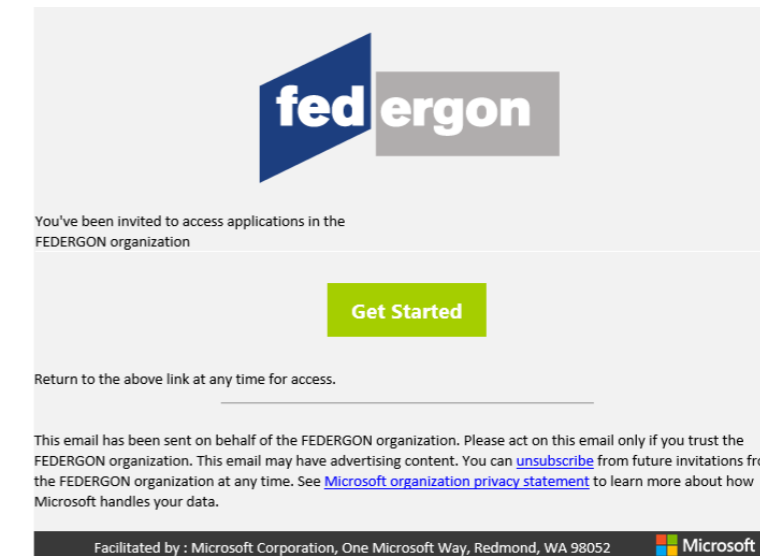 federgon
You've been invited to access applications in the
FEDERGON organization
Get Started
Return to the above link at any time for access.
This email has been sent on behalf of the FEDERGON organization. Please act on this email only if you trust the
FEDERGON organization. This email may have advertising content. You can unsubscribe from future invitations
the FEDERGON organization at any time. See Microsoft organization privacy statement to learn more about how
Microsoft handles your data.
Facilitated by : Microsoft Corporation, One Microsoft Way, Redmond, WA 98052 Microsoft